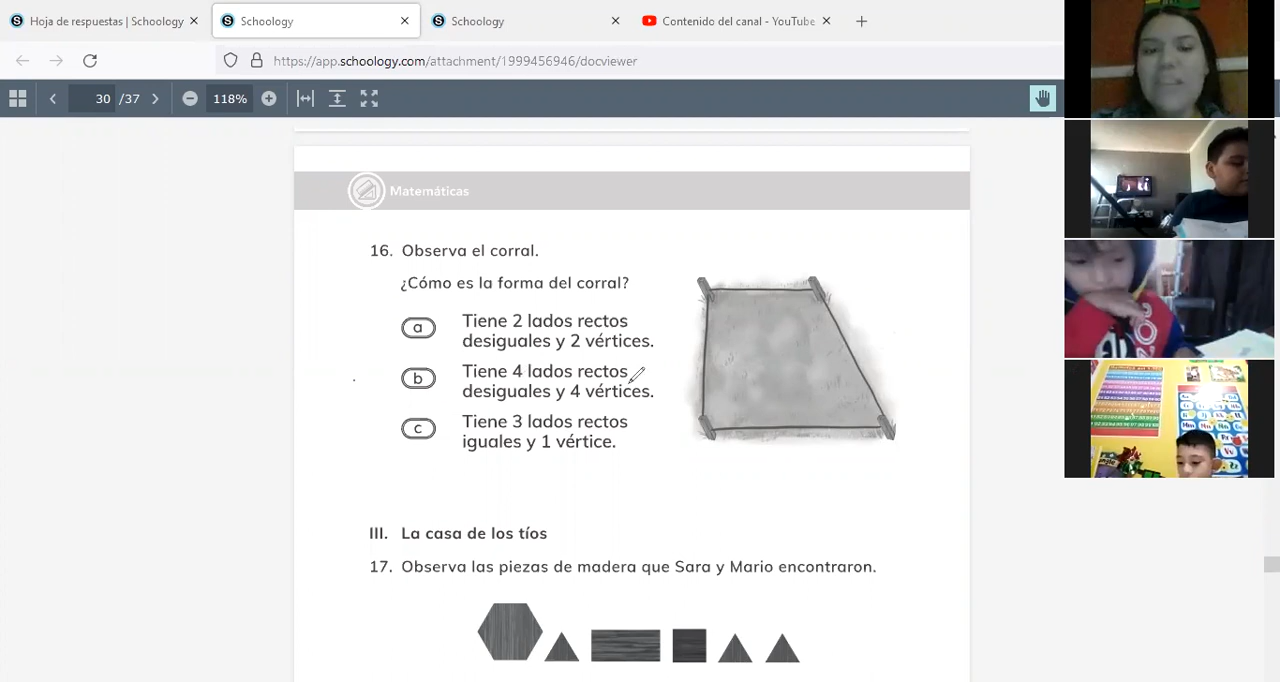 Hoja de respuestas | Schoology
Schoology
Schoology
Contenido del canal - YouTube
https://app.schoology.com/attachment/1999456946/docviewer
30 /37
118%
Matemáticas
16. Observa el corral.
¿Cómo es la forma del corral?
a Tiene 2 lados rectos
desiguales y 2 vértices.
b Tiene 4 lados rectos
desiguales y 4 vértices.
c Tiene 3 lados rectos
iguales y 1 vértice.
III. La casa de los tíos
17. Observa las piezas de madera que Sara y Mario encontraron.